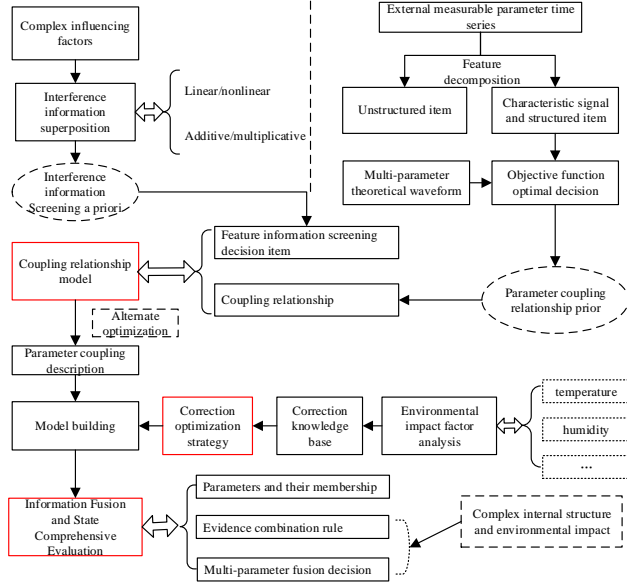 Complex influencing
factors
Interference
information
superposition
Linear/nonlinear
Additive/multiplicative
Interference
information
Screening a priori
External measurable parameter time
series
Feature
decomposition
Unstructured item
Characteristic signal
and structured item
Multi-parameter
theoretical waveform
Objective function
optimal decision
Feature information screening
decision item
Coupling relationship
model
Coupling relationship
Parameter coupling
relationship prior
Alternate
optimization
Parameter coupling
description
Model building
Correction
optimization
strategy
Correction
knowledge
base
Environmental
impact factor
analysis
temperature
humidity
...
Information Fusion
and State
Comprehensive
Evaluation
Parameters and their membership
Evidence combination rule
Multi-parameter fusion decision
Complex internal structure
and environmental impact